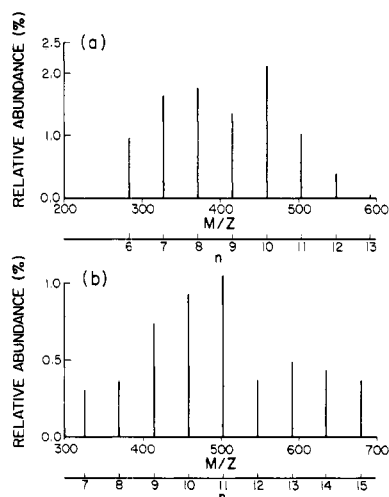 (a)
RELATIVE ABUNDANCE (%)
2.5
2.0
1.0
0.0
200 300 400 500 600
M/Z
6 7 8 9 10 11 12 13
n
(b)
RELATIVE ABUNDANCE (%)
1.0
0.5
0.0
300 400 500 600 700
M/Z
7 8 9 10 11 12 13 14 15
n